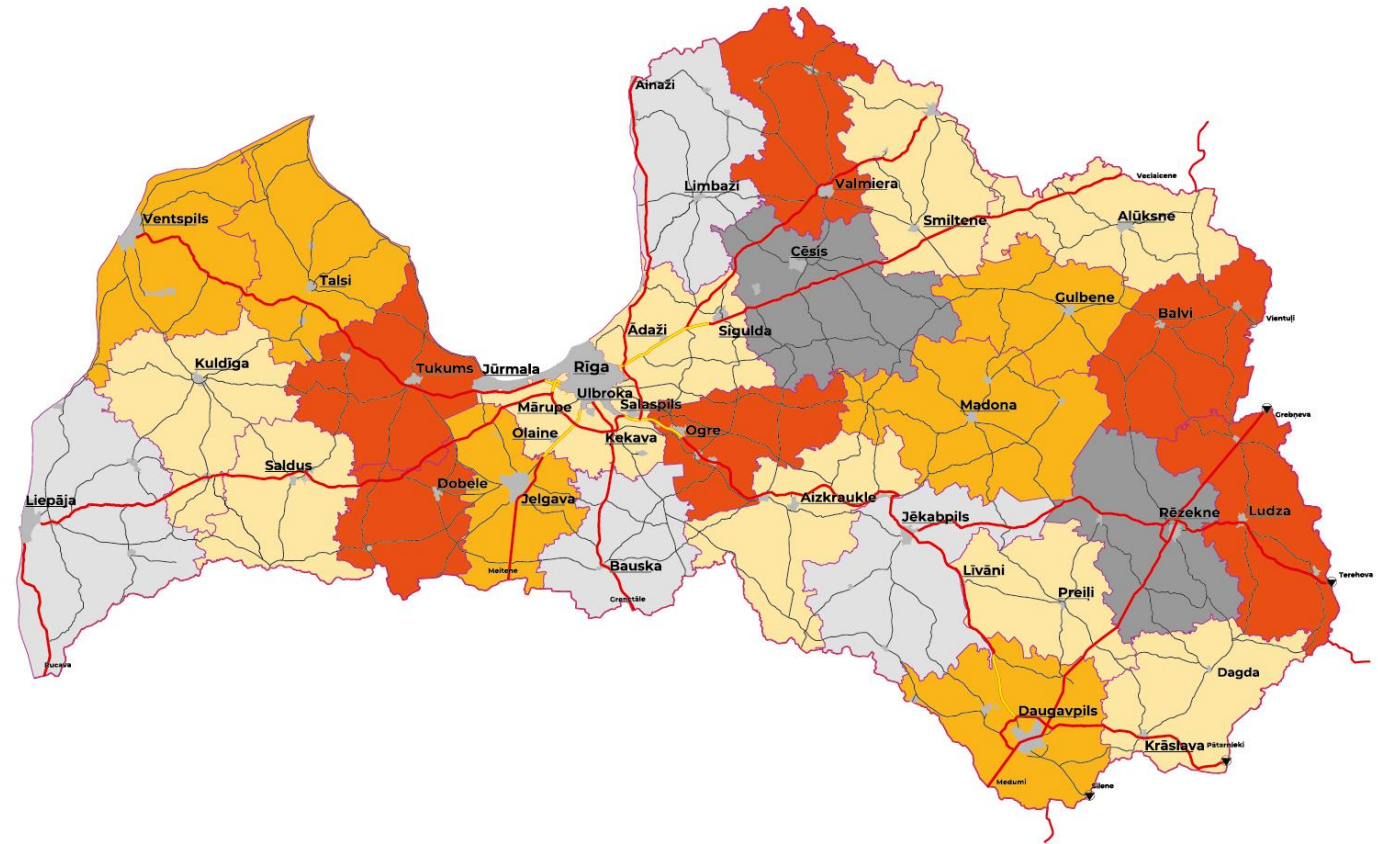 Ainaži
Veclaicene
Limbaži
Valmiera
Ventspils
Smiltene
Alūksne
Cēsis
Talsi
Gulbene
Balvi
Vientuļi
Ādaži
Sigulda
Kuldīga
Tukums
Jūrmala
Rīga
Ulbroka
Mārupe
Salaspils
Madona
Grebņeva
Olaine
Ķekava
Ogre
Saldus
Dobele
Jelgava
Aizkraukle
Liepāja
Jēkabpils
Rēzekne
Ludza
Meitene
Bauska
Līvāni
Terehova
Grenctāle
Preiļi
Rucava
Dagda
Daugavpils
Krāslava
Pāternieki
Medumi
Silene